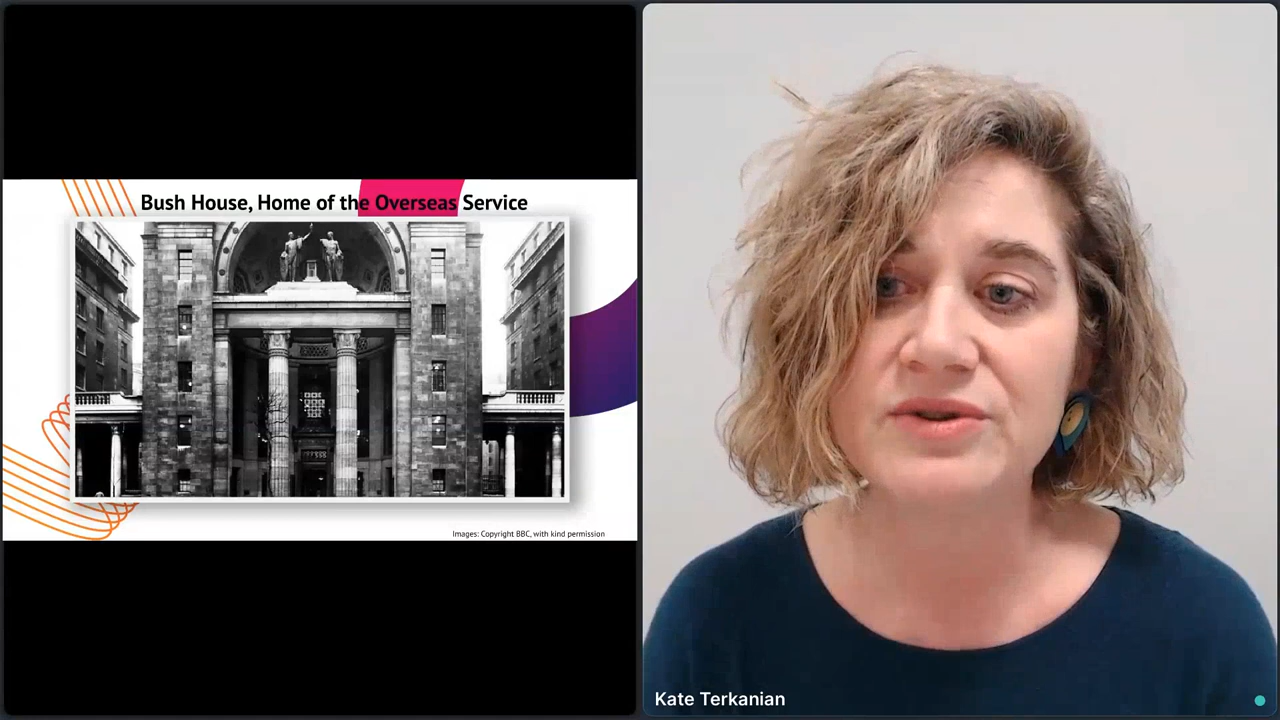 Bush House, Home of the Overseas Service
Images: Copyright BBC, with kind permission
Kate Terkanian